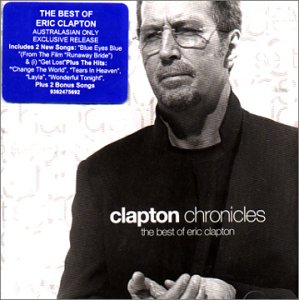 THE BEST OF
ERIC CLAPTON
AUSTRALASIAN ONLY
EXCLUSIVE RELEASE
Includes 2 New Songs: "Blue Eyes Blue"
"(From The Film "Runaway Bride")
& (i) "Get Lost" Plus The Hits:
"Change The World", "Tears In Heaven",
"Layla", "Wonderful Tonight".
Plus 2 Bonus Songs
9362475692
clapton chronicles
the best of eric clapton